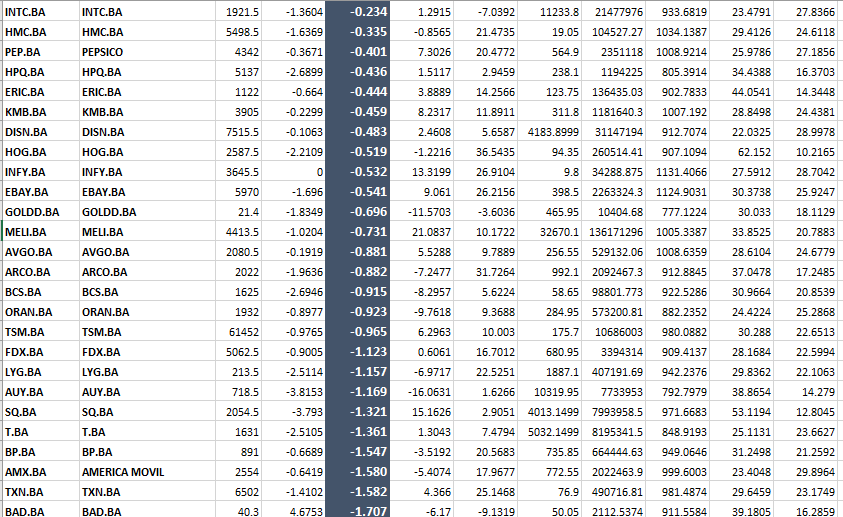 INTC.BA INTC.BA 1921.5 -1.3604 -0.234 1.2915 -7.0392 11233.8 21477976 933.6819 23.4791 27.8366
HMC.BA HMC.BA 5498.5 -1.6369 -0.335 -0.8565 21.4735 19.05 104527.27 1034.1387 29.4126 24.6118
PEP.BA PEPSICO 4342 -0.3671 -0.401 7.3026 20.4772 564.9 2351118 1008.9214 25.9786 27.1856
HPQ.BA HPQ.BA 5137 -2.6899 -0.436 1.5117 2.9459 238.1 1194225 805.3914 34.4388 16.3703
ERIC.BA ERIC.BA 1122 -0.664 -0.444 3.8889 14.2566 123.75 136435.03 902.7833 44.0541 14.3448
KMB.BA KMB.BA 3905 -0.2299 -0.459 8.2317 11.8911 311.8 1181640.3 1007.192 28.8498 24.4381
DISN.BA DISN.BA 7515.5 -0.1063 -0.483 2.4608 5.6587 4183.8999 31147194 912.7074 22.0325 28.9978
HOG.BA HOG.BA 2587.5 -2.2109 -0.519 -1.2216 36.5435 94.35 260514.41 907.1094 62.152 10.2165
INFY.BA INFY.BA 3645.5 0 -0.532 13.3199 26.9104 9.8 34288.875 1131.4066 27.5912 28.7042
EBAY.BA EBAY.BA 5970 -1.696 -0.541 9.061 26.2156 398.5 2263324.3 1124.9031 30.3738 25.9247
GOLDD.BA GOLDD.BA 21.4 -1.8349 -0.696 -11.5703 -3.6036 465.95 10404.68 777.1224 30.033 18.1129
MELI.BA MELI.BA 4413.5 -1.0204 -0.731 21.0837 10.1722 32670.1 136171296 1005.3387 33.8525 20.7883
AVGO.BA AVGO.BA 2080.5 -0.1919 -0.881 5.5288 9.7889 256.55 529132.06 1008.6359 28.6104 24.6779
ARCO.BA ARCO.BA 2022 -1.9636 -0.882 -7.2477 31.7264 992.1 2092467.3 912.8845 37.0478 17.2485
BCS.BA BCS.BA 1625 -2.6946 -0.915 -8.2957 5.6224 58.65 98801.773 922.5286 30.9664 20.8539
ORAN.BA ORAN.BA 1932 -0.8977 -0.923 -9.7618 9.3688 284.95 573200.81 882.2352 24.4224 25.2868
TSM.BA TSM.BA 61452 -0.9765 -0.965 6.2963 10.003 175.7 10686003 980.0882 30.288 22.6513
FDX.BA FDX.BA 5062.5 -0.9005 -1.123 0.6061 16.7012 680.95 3394314 909.4137 28.1684 22.5994
LYG.BA LYG.BA 213.5 -2.5114 -1.157 -6.9717 22.5251 1887.1 407191.69 942.2376 29.8362 22.1063
AUY.BA AUY.BA 718.5 -3.8153 -1.169 -16.0631 1.6266 10319.95 7733953 792.7979 38.8654 14.279
SQ.BA SQ.BA 2054.5 -3.793 -1.321 15.1626 2.9051 4013.1499 7993958.5 971.6683 53.1194 12.8045
T.BA T.BA 1631 -2.5105 -1.361 1.3043 7.4794 5032.1499 8195341.5 848.9193 25.1131 23.6627
BP.BA BP.BA 891 -0.6689 -1.547 -3.5192 20.5683 735.85 664444.63 949.0646 31.2498 21.2592
AMX.BA AMERICA MOVIL 2554 -0.6419 -1.580 -5.4074 17.9677 772.55 2022463.9 999.6003 23.4048 29.8964
TXN.BA TXN.BA 6502 -1.4102 -1.582 4.366 25.1468 76.9 490716.81 981.4874 29.6459 23.1749
BAD.BA BAD.BA 40.3 4.6753 -1.707 -6.17 -9.1319 50.05 2112.5374 911.5584 39.1805 16.2859